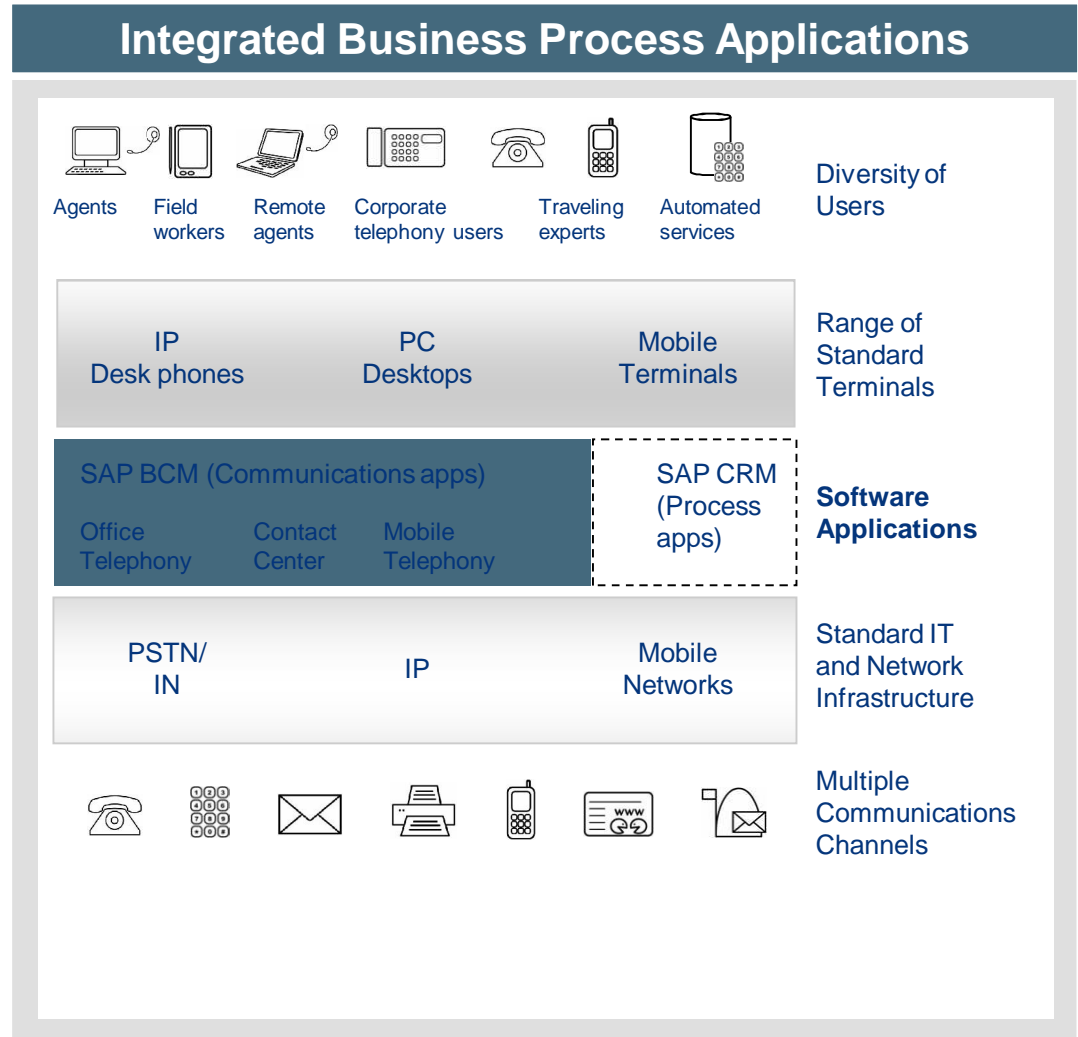 Integrated Business Process Applications
Agents
Field
workers
Remote
agents
Corporate
telephony users
Traveling
experts
Automated
services
Diversity of
Users
IP
Desk phones
PC
Desktops
Mobile
Terminals
Range of
Standard
Terminals
SAP BCM (Communications apps)
Office
Telephony
Contact
Center
Mobile
Telephony
SAP CRM
(Process
apps)
Software
Applications
PSTN/
IN
IP
Mobile
Networks
Standard IT
and Network
Infrastructure
WWW
Multiple
Communications
Channels